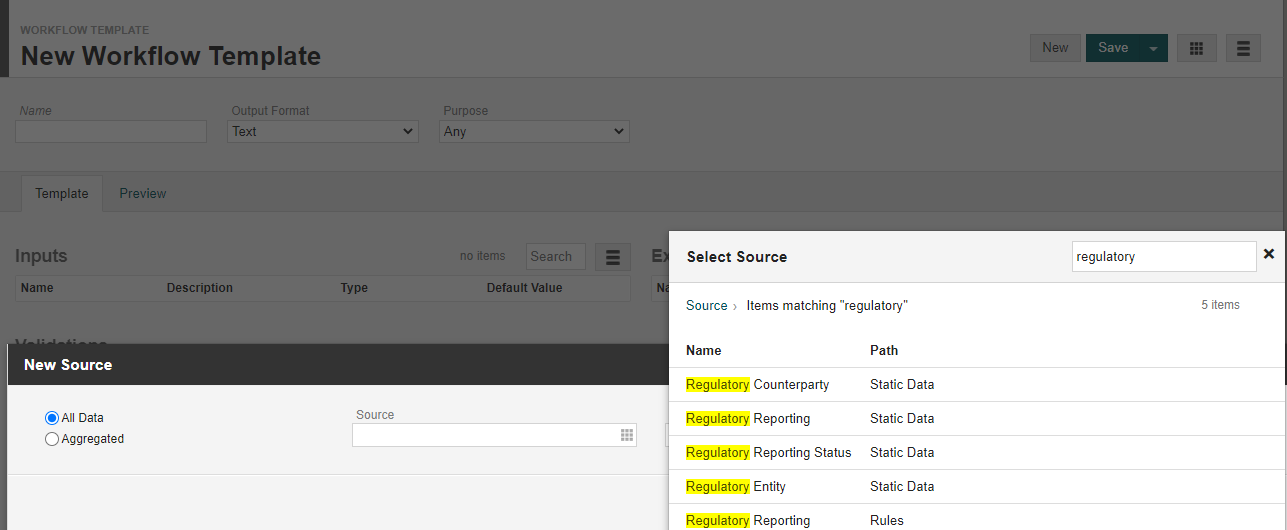 WORKFLOW TEMPLATE
New Workflow Template
New Save
Name Output Format Purpose
Text Any
Template Preview
Inputs no items Search
Name Description Type Default Value
Validations
New Source
All Data
Aggregated
Source
Select Source regulatory
Source › Items matching "regulatory" 5 items
Name Path
Regulatory Counterparty Static Data
Regulatory Reporting Static Data
Regulatory Reporting Status Static Data
Regulatory Entity Static Data
Regulatory Reporting Rules